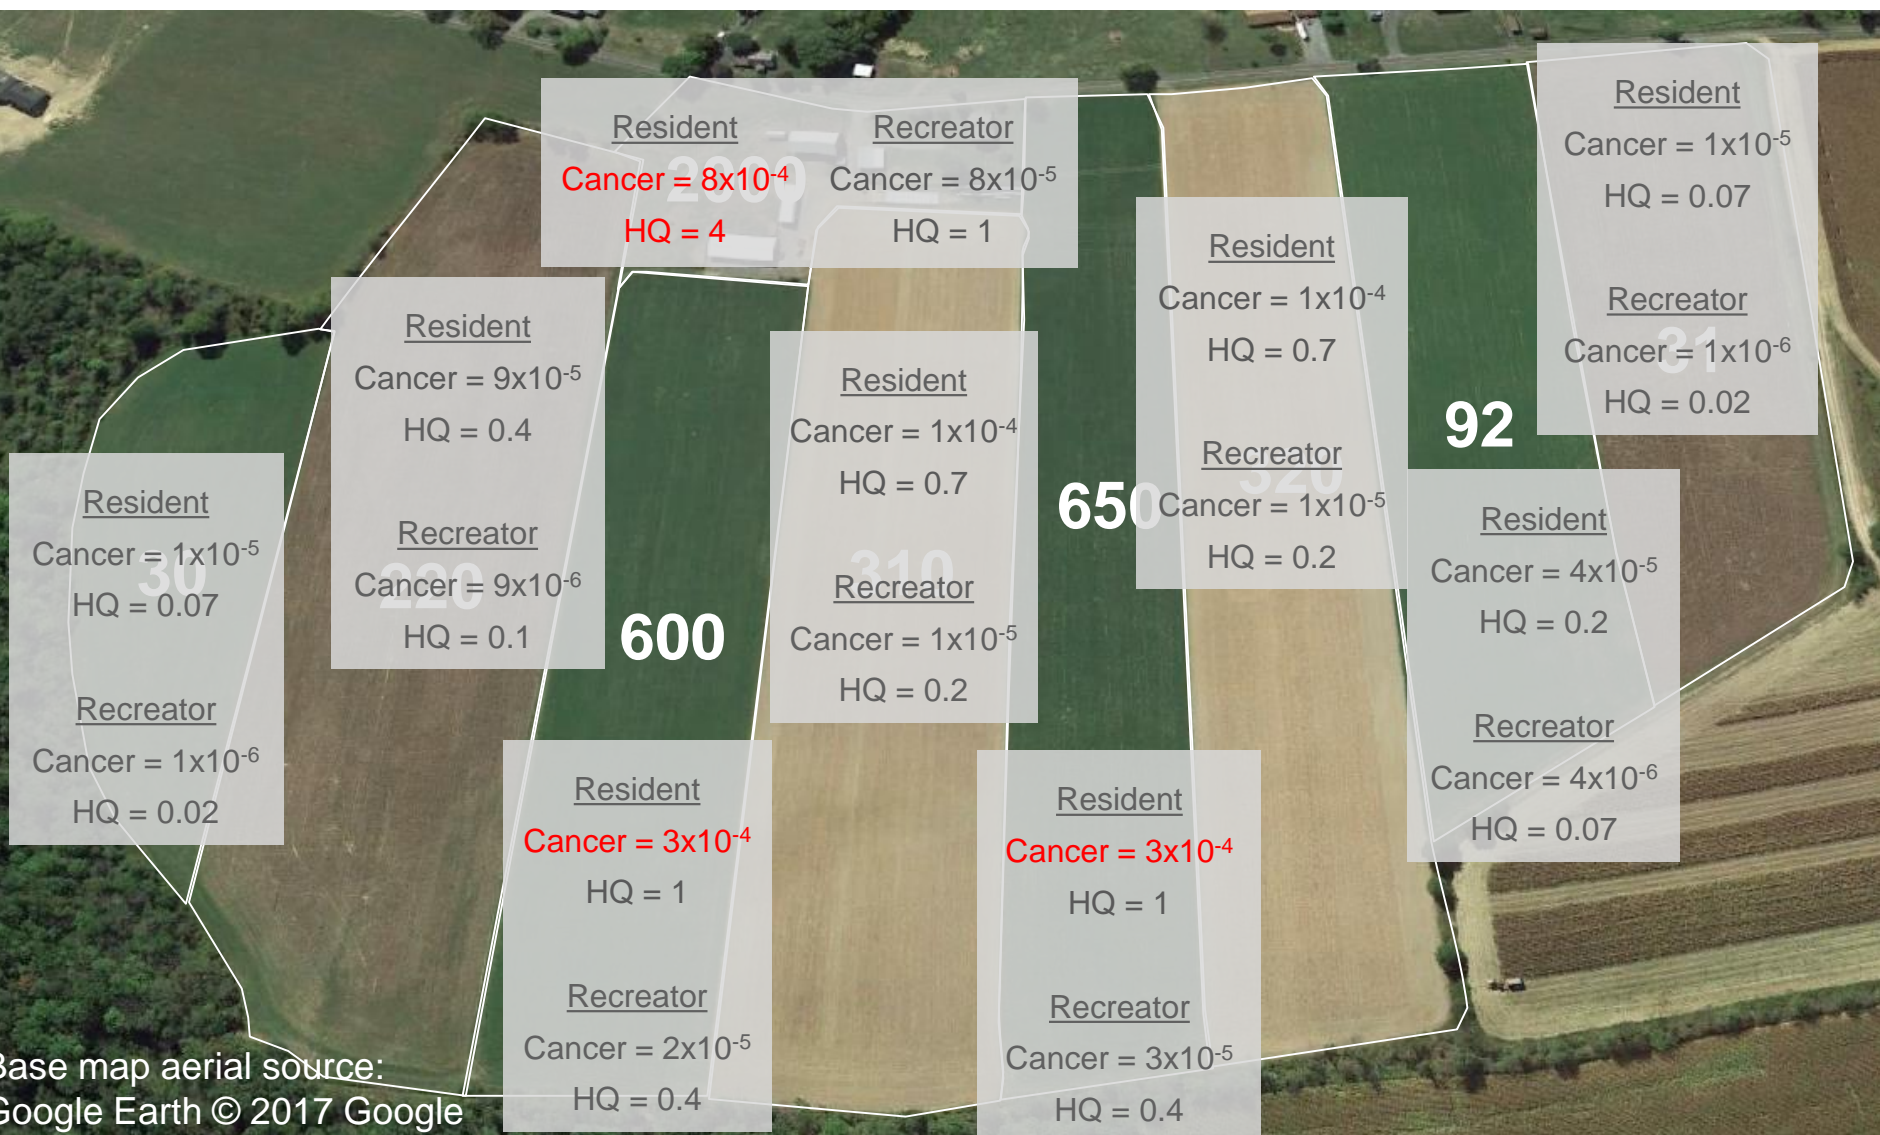 Resident
Cancer = 8x10⁻⁴
HQ = 4
Recreator
Cancer = 8x10⁻⁵
HQ = 1
2000
Resident
Cancer = 1x10⁻⁵
HQ = 0.07
Recreator
Cancer = 1x10⁻⁶
HQ = 0.02
31
Resident
Cancer = 1x10⁻⁴
HQ = 0.7
Recreator
Cancer = 1x10⁻⁵
HQ = 0.2
320
Resident
Cancer = 9x10⁻⁵
HQ = 0.4
Recreator
Cancer = 9x10⁻⁶
HQ = 0.1
220
Resident
Cancer = 1x10⁻⁴
HQ = 0.7
Recreator
Cancer = 1x10⁻⁵
HQ = 0.2
310
92
650
600
Resident
Cancer = 1x10⁻⁵
HQ = 0.07
Recreator
Cancer = 1x10⁻⁶
HQ = 0.02
30
Resident
Cancer = 4x10⁻⁵
HQ = 0.2
Recreator
Cancer = 4x10⁻⁶
HQ = 0.07
Resident
Cancer = 3x10⁻⁴
HQ = 1
Recreator
Cancer = 2x10⁻⁵
HQ = 0.4
Resident
Cancer = 3x10⁻⁴
HQ = 1
Recreator
Cancer = 3x10⁻⁵
HQ = 0.4
Base map aerial source:
Google Earth © 2017 Google